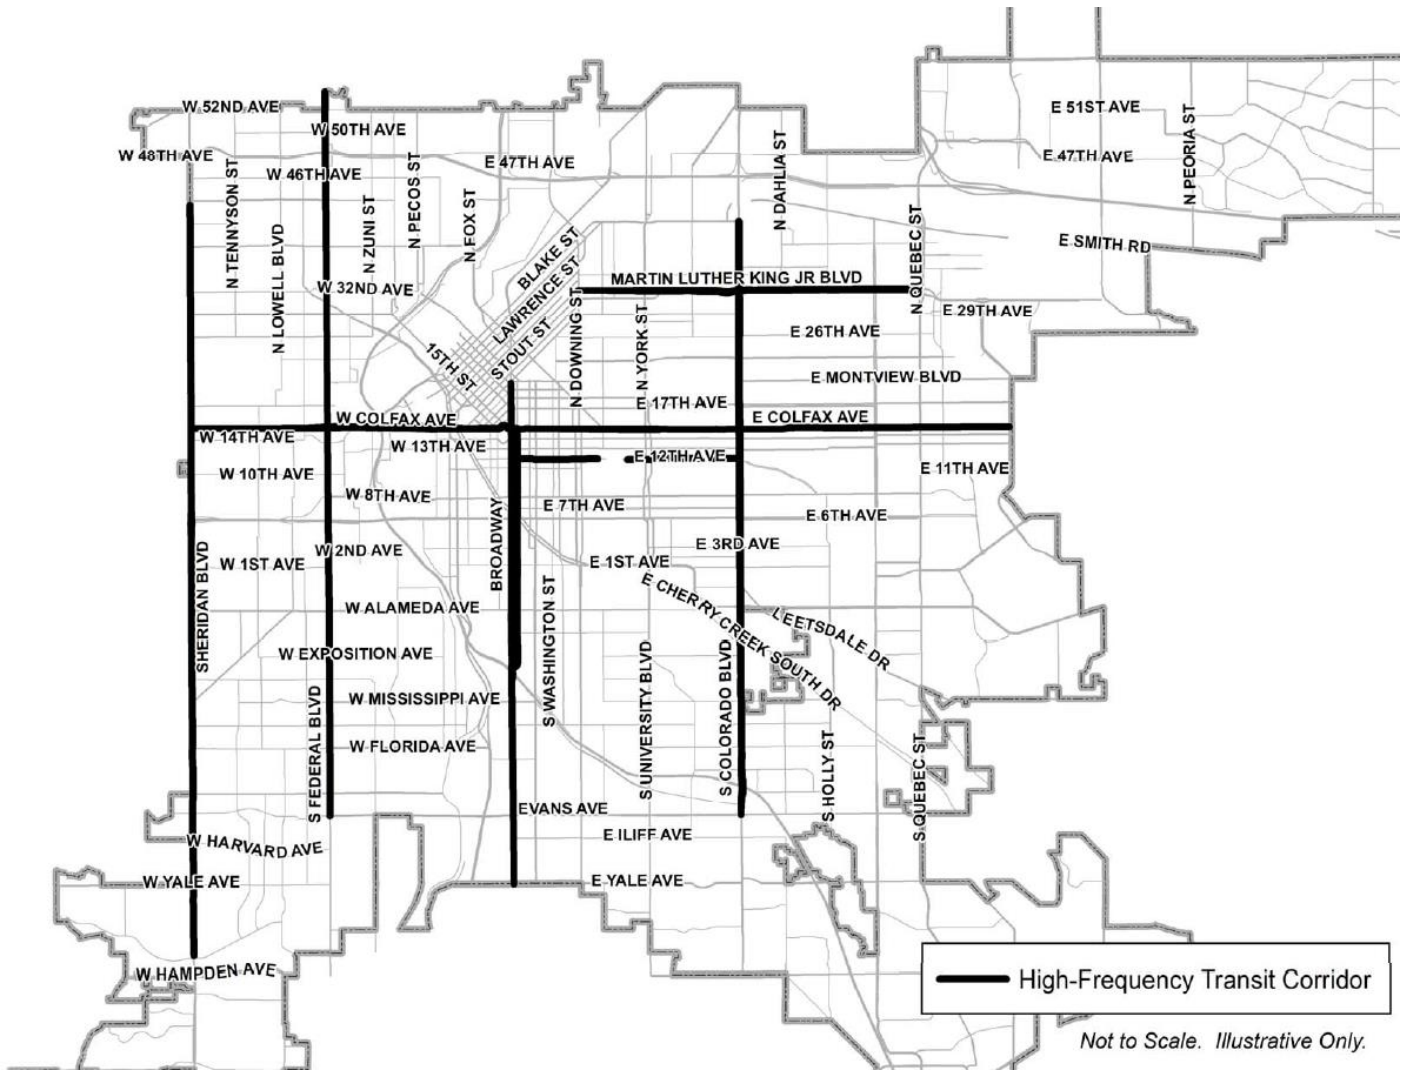 W 52ND AVE
E 51ST AVE
W 50TH AVE
W 48TH AVE
E 47TH AVE
E 47TH AVE
W 46TH AVE
N TENNYSON ST
N LOWELL BLVD
N ZUNI ST
N PECOS ST
N FOX ST
N DAHLIA ST
N QUEBEC ST
N PEORIA ST
E SMITH RD
BLAKE ST
LAWRENCE ST
STOUT ST
15TH ST
W 32ND AVE
MARTIN LUTHER KING JR BLVD
N DOWNING ST
N YORK ST
E 29TH AVE
E 26TH AVE
E MONTVIEW BLVD
E 17TH AVE
W COLFAX AVE
E COLFAX AVE
W 14TH AVE
W 13TH AVE
E 12TH AVE
E 11TH AVE
W 10TH AVE
W 8TH AVE
E 7TH AVE
E 6TH AVE
BROADWAY
E 3RD AVE
W 2ND AVE
W 1ST AVE
E 1ST AVE
SHERIDAN BLVD
W ALAMEDA AVE
S WASHINGTON ST
E CHERRY CREEK SOUTH DR
LEETSDALE DR
W EXPOSITION AVE
W MISSISSIPPI AVE
S FEDERAL BLVD
S UNIVERSITY BLVD
S COLORADO BLVD
W FLORIDA AVE
S HOLLY ST
S QUEBEC ST
EVANS AVE
E ILIFF AVE
W HARVARD AVE
W YALE AVE
E YALE AVE
W HAMPDEN AVE
High-Frequency Transit Corridor
Not to Scale. Illustrative Only.